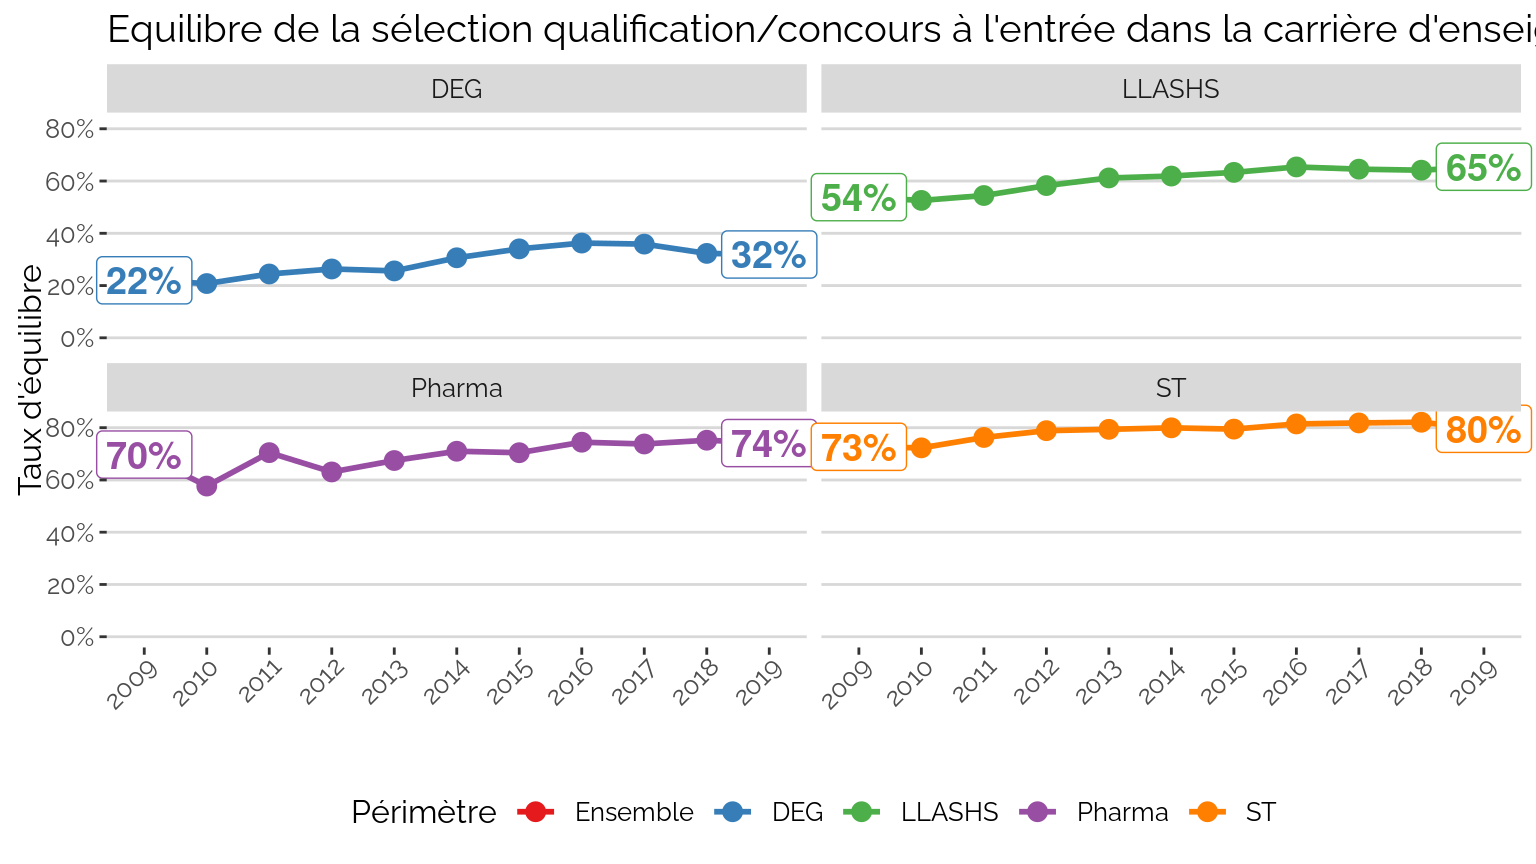 Equilibre de la sélection qualification/concours à l'entrée dans la carrière d'ensei
DEG
LLASHS
80%
60%
40%
20%
0%
22%
32%
54%
65%
Taux d'équilibre
Pharma
ST
80%
60%
40%
20%
0%
70%
74%
73%
80%
2009 2010 2011 2012 2013 2014 2015 2016 2017 2018 2019
2009 2010 2011 2012 2013 2014 2015 2016 2017 2018 2019
Périmètre Ensemble DEG LLASHS Pharma ST